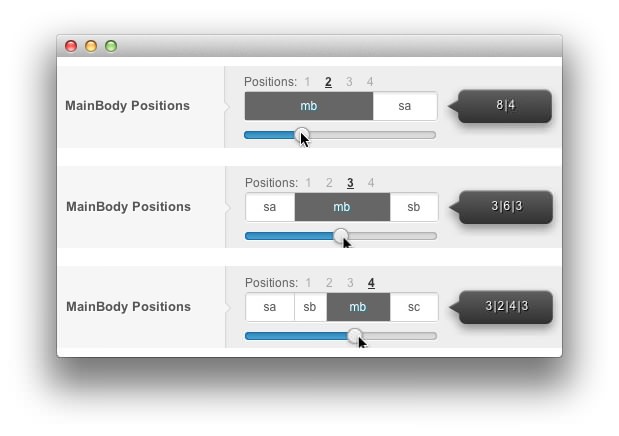 Positions: 1 2 3 4
MainBody Positions mb sa 8|4
Positions: 1 2 3 4
MainBody Positions sa mb sb 3|6|3
Positions: 1 2 3 4
MainBody Positions sa sb mb sc 3|2|4|3